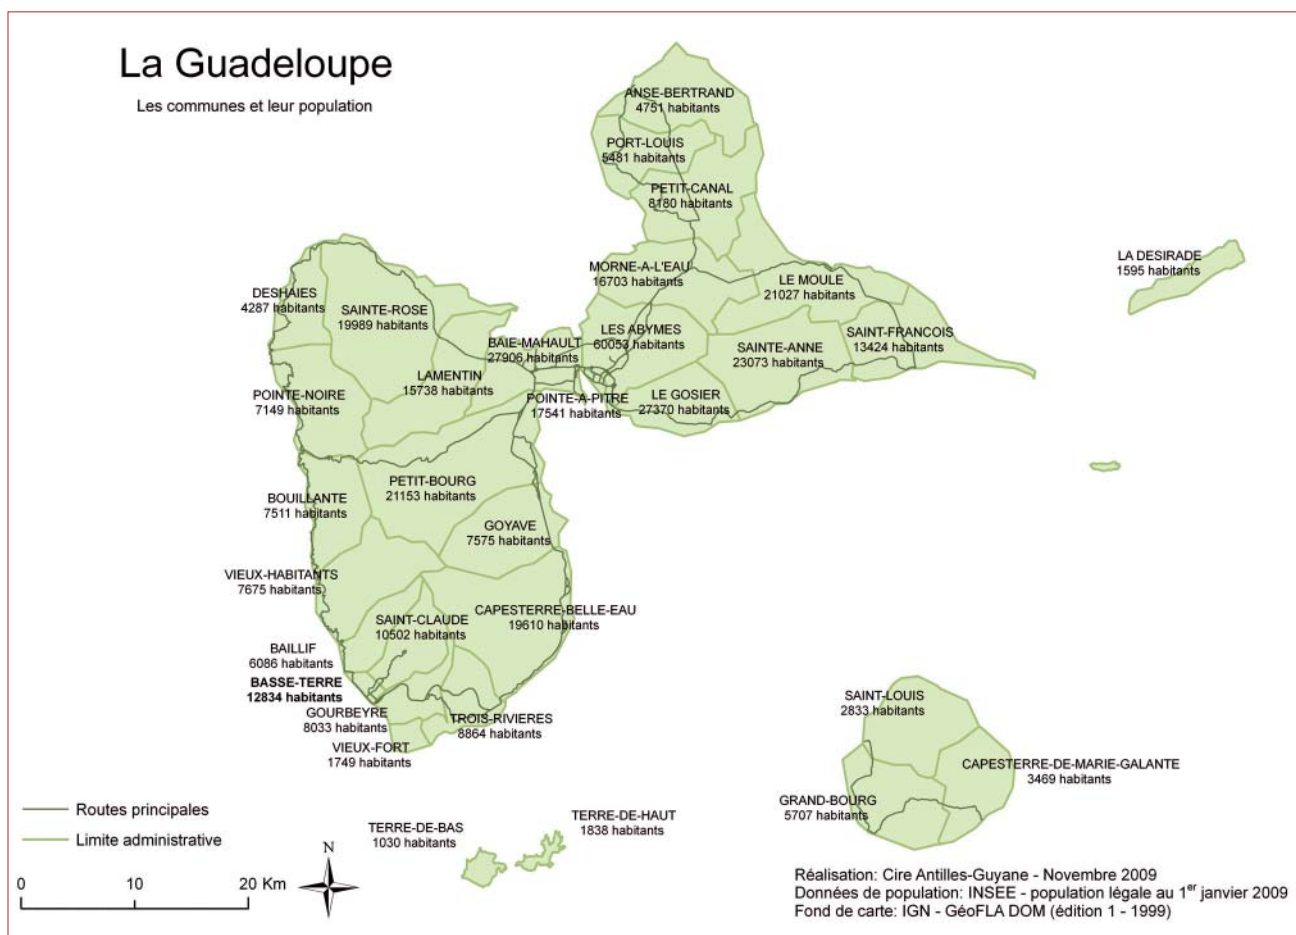 La Guadeloupe
Les communes et leur population
ANSE-BERTRAND
4751 habitants
PORT-LOUIS
5481 habitants
PETIT-CANAL
8180 habitants
MORNE-A-L'EAU
16703 habitants
LE MOULE
21027 habitants
LA DESIRADE
1595 habitants
DESHAIES
4287 habitants
SAINTE-ROSE
19989 habitants
BAIE-MAHAULT
27906 habitants
LES ABYMES
60053 habitants
SAINTE-ANNE
23073 habitants
SAINT-FRANCOIS
13424 habitants
LAMENTIN
15738 habitants
POINTE-NOIRE
7149 habitants
POINTE-A-PITRE
17541 habitants
LE GOSIER
27370 habitants
PETIT-BOURG
21153 habitants
BOUILLANTE
7511 habitants
GOYAVE
7575 habitants
VIEUX-HABITANTS
7675 habitants
SAINT-CLAUDE
10502 habitants
CAPESTERRE-BELLE-EAU
19610 habitants
BAILLIF
6086 habitants
BASSE-TERRE
12834 habitants
GOURBEYRE
8033 habitants
TROIS-RIVIERES
8864 habitants
VIEUX-FORT
1749 habitants
SAINT-LOUIS
2833 habitants
CAPESTERRE-DE-MARIE-GALANTE
3469 habitants
GRAND-BOURG
5707 habitants
TERRE-DE-BAS
1030 habitants
TERRE-DE-HAUT
1838 habitants
Routes principales
Limite administrative
N
0 10 20 Km
Réalisation: Cire Antilles-Guyane - Novembre 2009
Données de population: INSEE - population légale au 1er janvier 2009
Fond de carte: IGN - GéoFLA DOM (édition 1 - 1999)